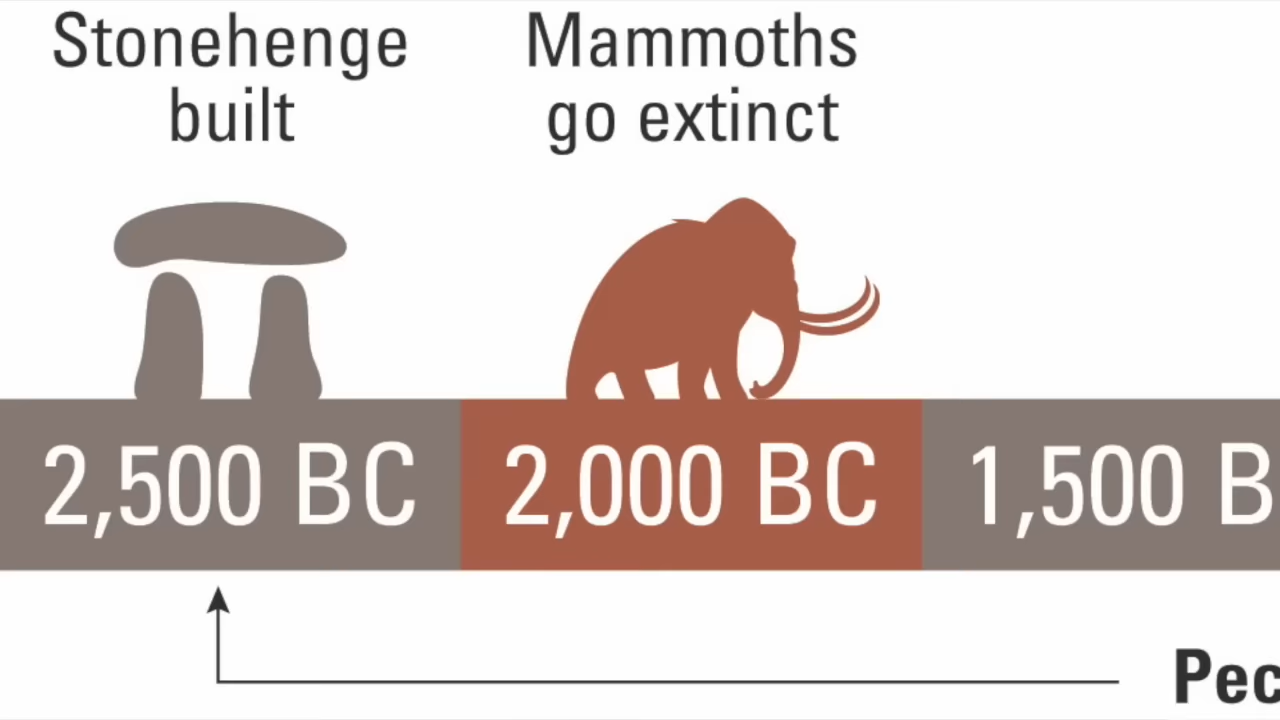 Stonehenge
built
Mammoths
go extinct
2,500 BC
2,000 BC
1,500 B
Pec